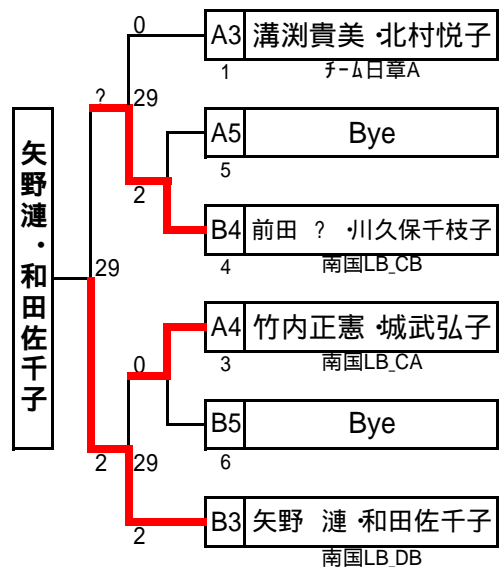 0
A3 溝渕貴美・北村悦子
1 チーム日章A
? 29
A5 Bye
5
2
B4 前田 ? ・川久保千枝子
4 南国LB_CB
矢野漣・和田佐千子
29
A4 竹内正憲・城武弘子
3 南国LB_CA
0
B5 Bye
6
2 29
B3 矢野 漣・和田佐千子
2
南国LB_DB